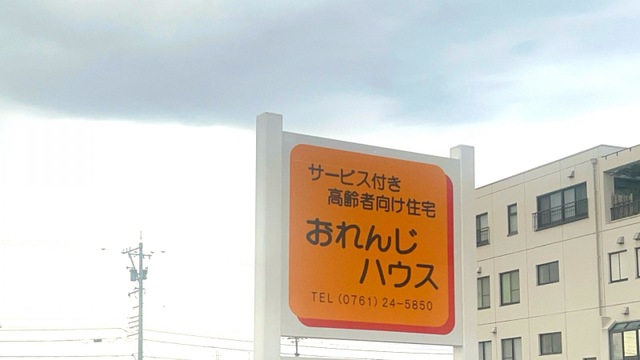 サービス付き
高齢者向け住宅
おれんじ
ハウス
TEL (0761) 24-5850